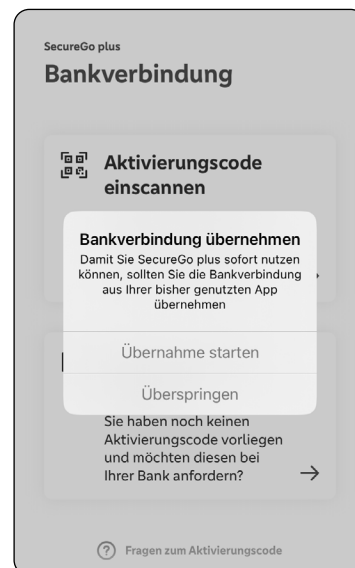 SecureGo plus
Bankverbindung
Aktivierungscode
einscannen
Bankverbindung übernehmen
Damit Sie SecureGo plus sofort nutzen
können, sollten Sie die Bankverbindung
aus Ihrer bisher genutzten App
übernehmen
Übernahme starten
Überspringen
Sie haben noch keinen
Aktivierungscode vorliegen
und möchten diesen bei
Ihrer Bank anfordern?
Fragen zum Aktivierungscode